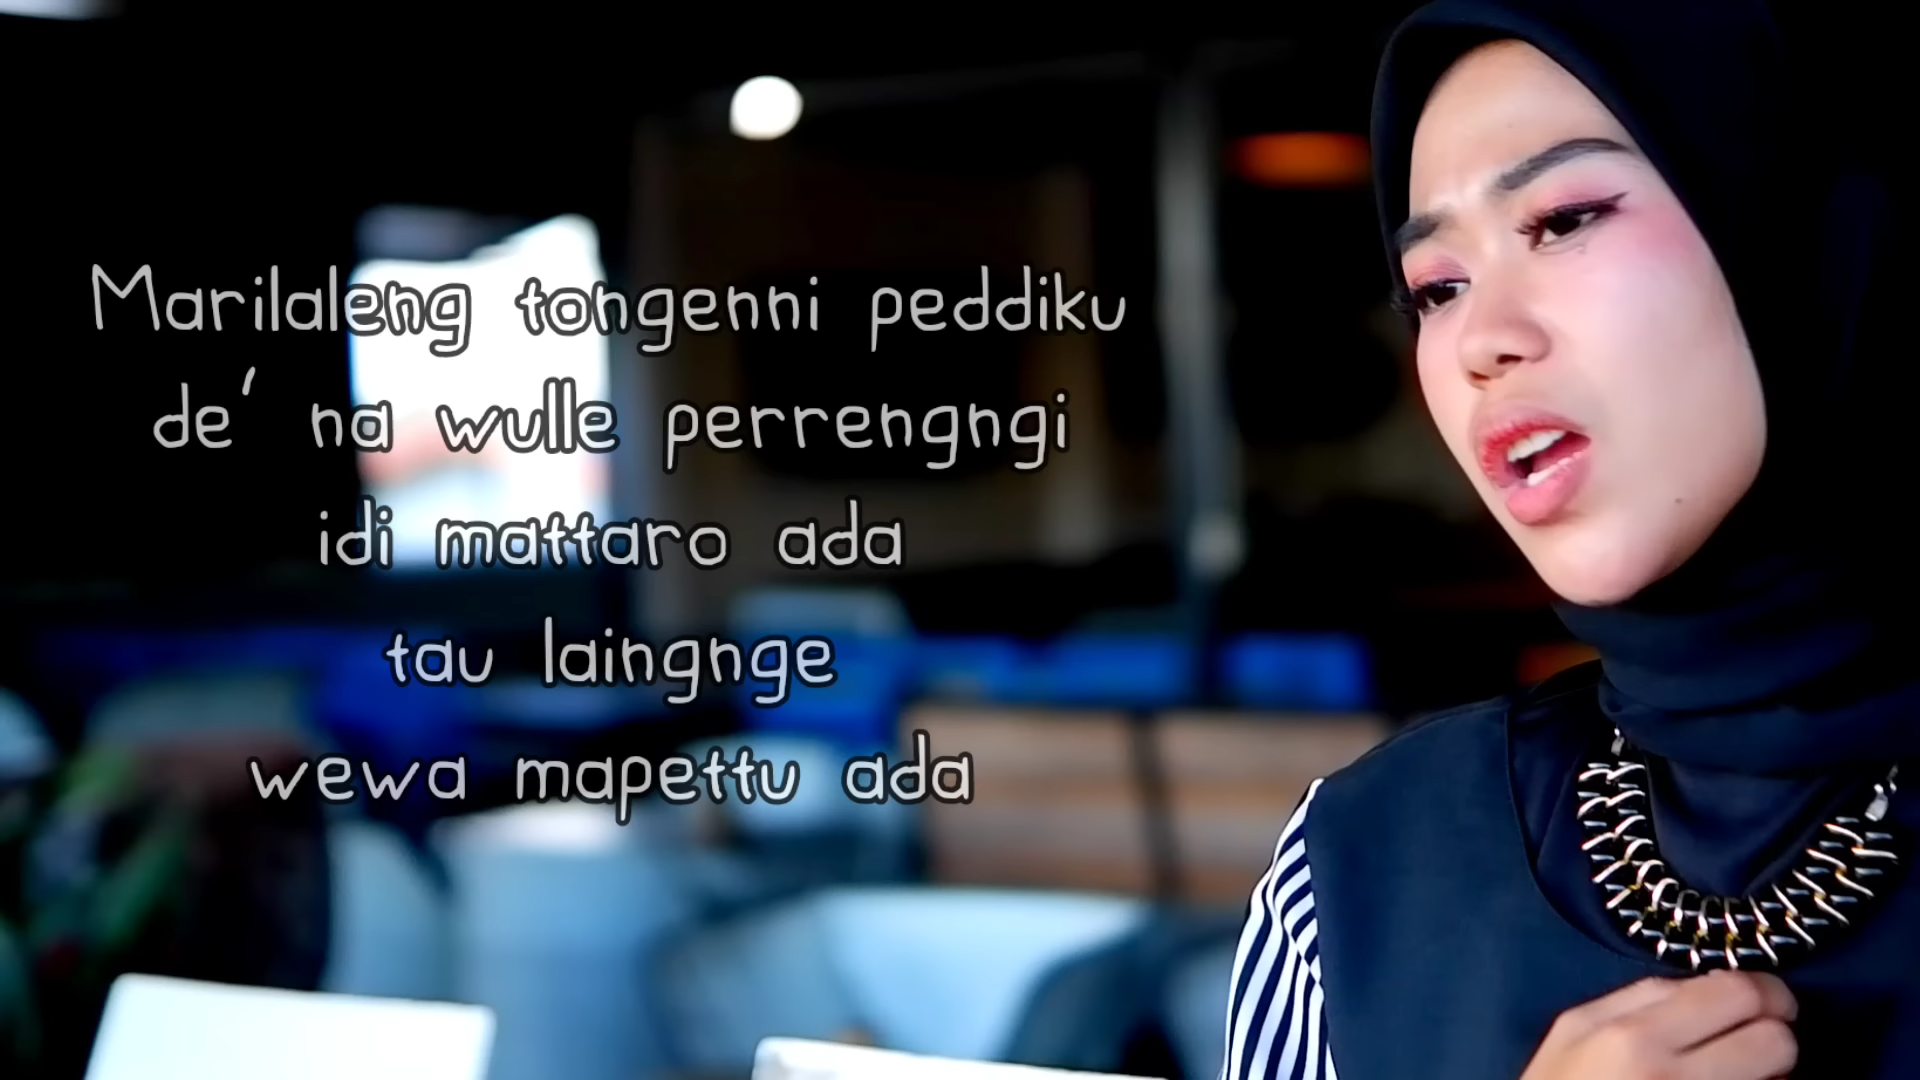 Marilaleng tongenni peddiku
de' na wulle perrengngi
idi mattaro ada
tau laingnge
wewa mapettu ada